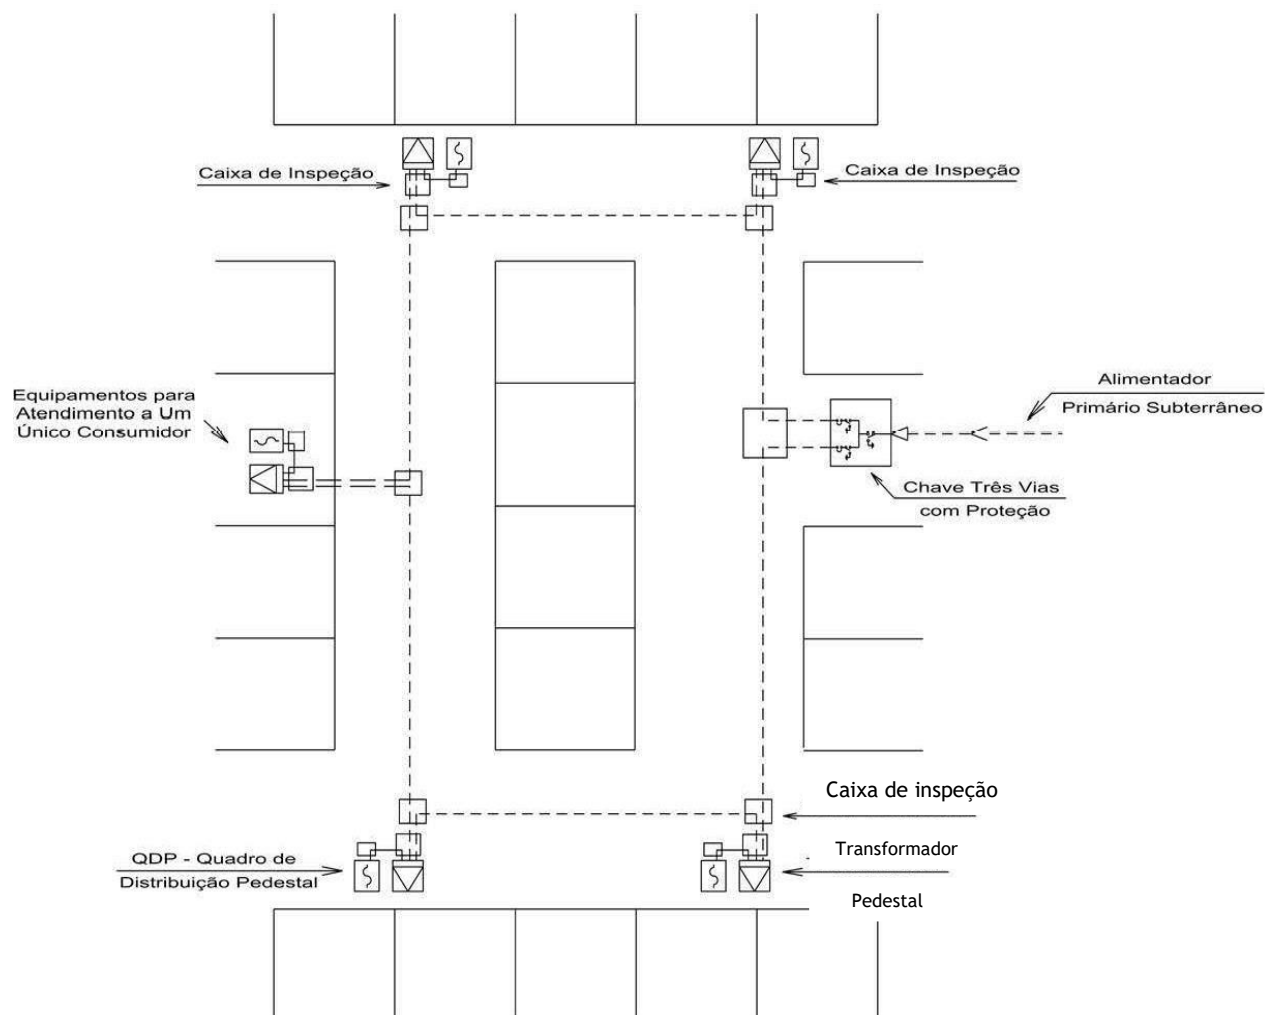 Caixa de Inspeção
Caixa de Inspeção
Equipamentos para
Atendimento a Um
Único Consumidor
Alimentador
Primário Subterrâneo
Chave Três Vias
com Proteção
Caixa de inspeção
QDP - Quadro de
Distribuição Pedestal
Transformador
Pedestal